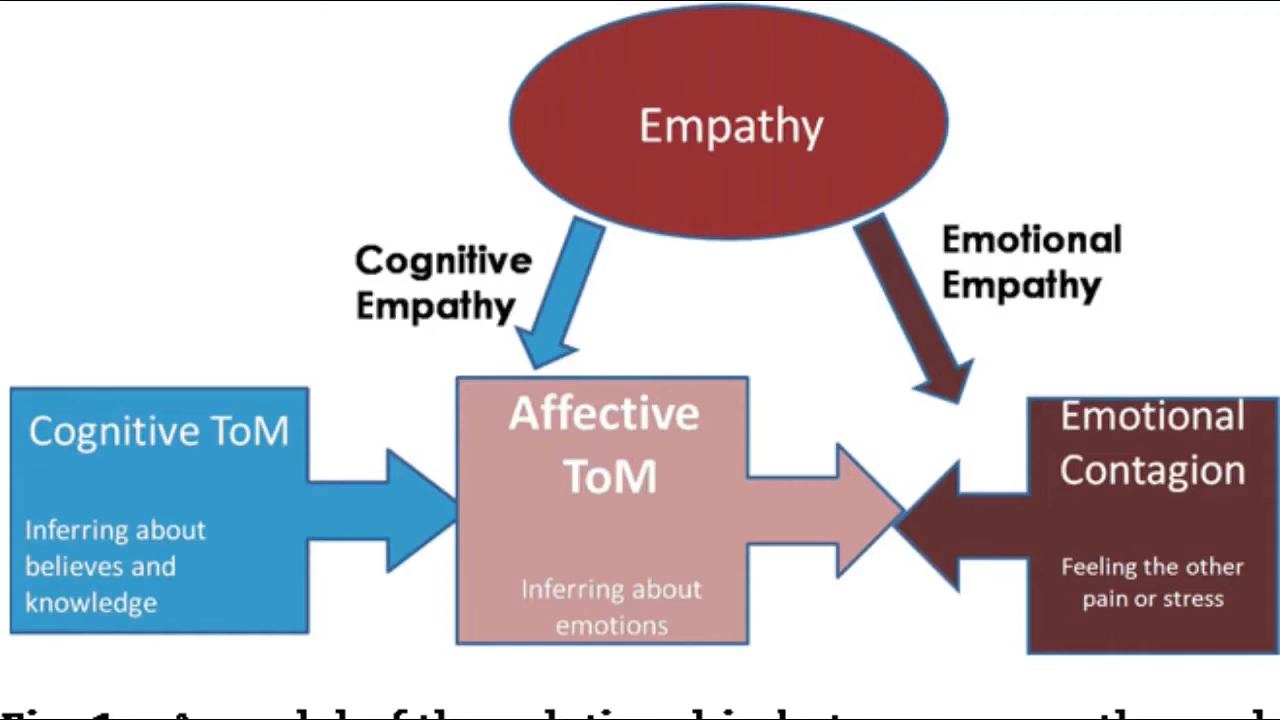 Empathy
Cognitive
Empathy
Emotional
Empathy
Cognitive ToM
Inferring about
believes and
knowledge
Affective
ToM
Inferring about
emotions
Emotional
Contagion
Feeling the other
pain or stress